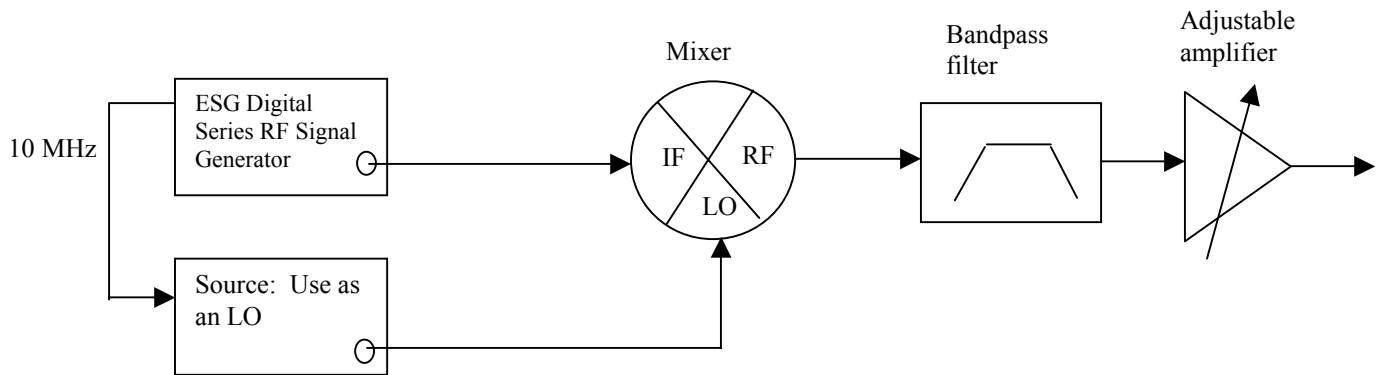 Adjustable
amplifier
Bandpass
filter
Mixer
ESG Digital
Series RF Signal
Generator
10 MHz
IF
RF
LO
Source:  Use as
an LO